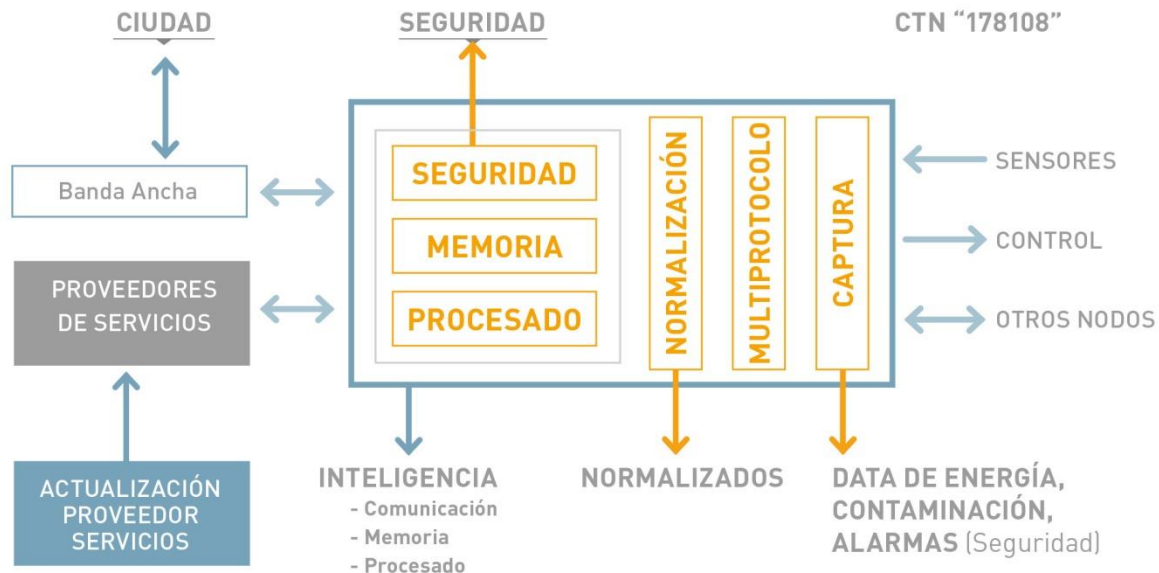 CIUDAD
SEGURIDAD
CTN “178108”
Banda Ancha
PROVEEDORES
DE SERVICIOS
ACTUALIZACIÓN
PROVEEDOR
SERVICIOS
SEGURIDAD
MEMORIA
PROCESADO
NORMALIZACIÓN
MULTIPROTOCOLO
CAPTURA
SENSORES
CONTROL
OTROS NODOS
INTELIGENCIA
- Comunicación
- Memoria
- Procesado
NORMALIZADOS
DATA DE ENERGÍA,
CONTAMINACIÓN,
ALARMAS (Seguridad)